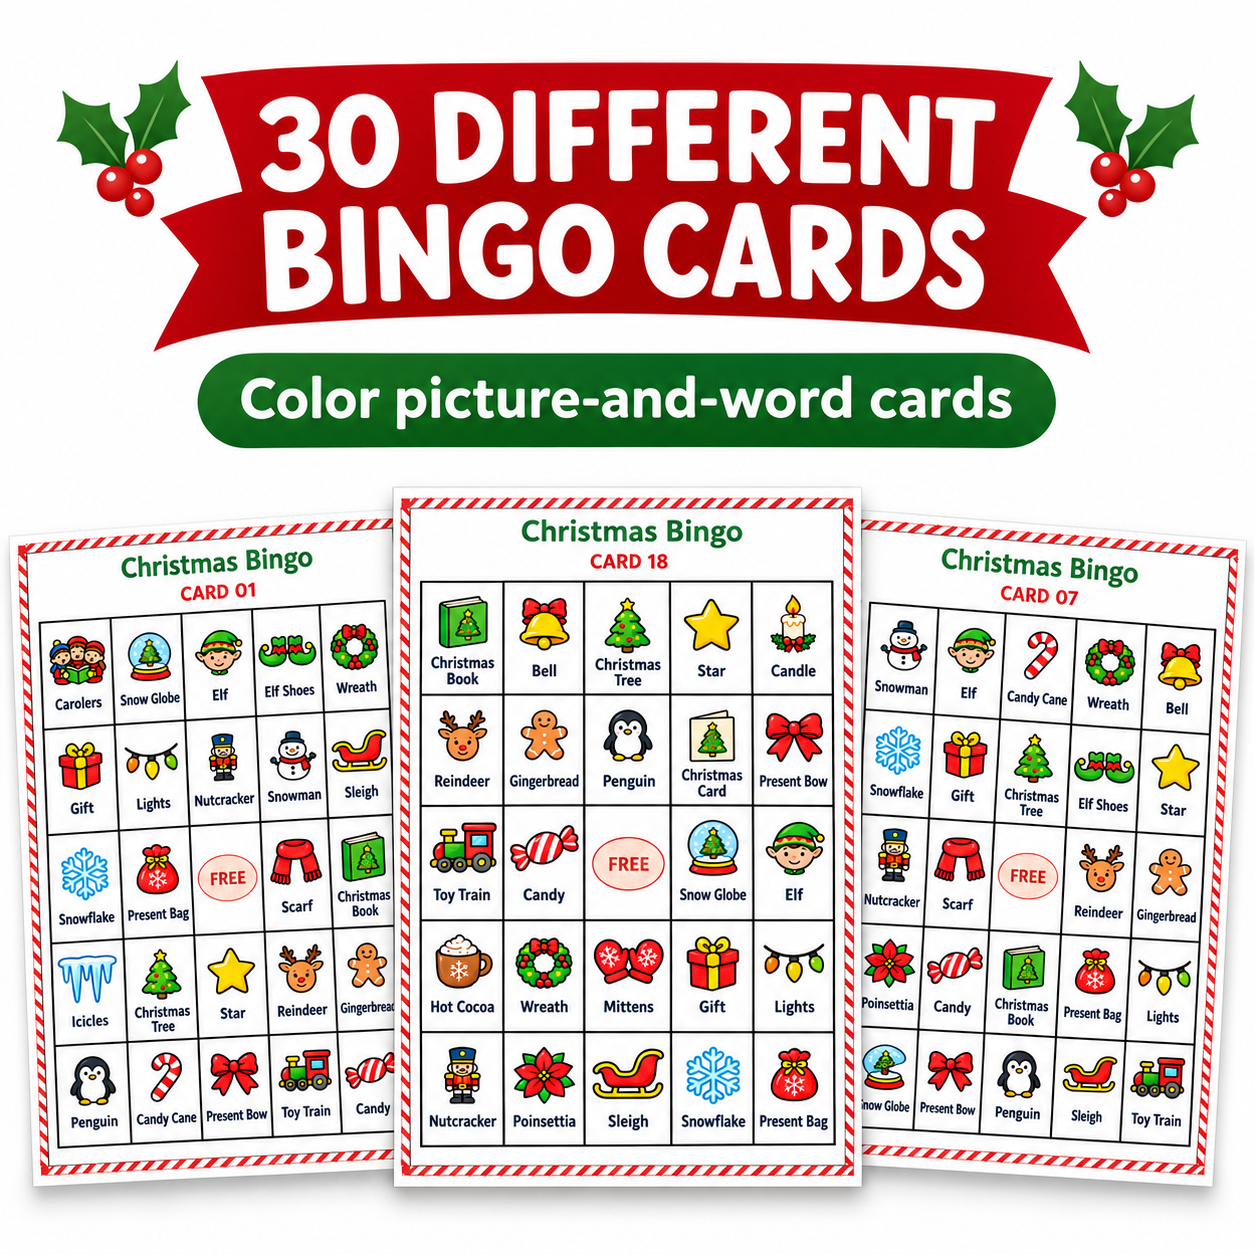 30 DIFFERENT
BINGO CARDS
Color picture-and-word cards
Christmas Bingo
CARD 01
Carolers
Snow Globe
Elf
Elf Shoes
Wreath
Gift
Lights
Nutcracker
Snowman
Sleigh
Snowflake
Present Bag
FREE
Scarf
Christmas
Book
Icicles
Christmas
Tree
Star
Reindeer
Gingerbread
Penguin
Candy Cane
Present Bow
Toy Train
Candy
Christmas Bingo
CARD 18
Christmas
Book
Bell
Christmas
Tree
Star
Candle
Reindeer
Gingerbread
Penguin
Christmas
Card
Present Bow
Toy Train
Candy
FREE
Snow Globe
Elf
Hot Cocoa
Wreath
Mittens
Gift
Lights
Nutcracker
Poinsettia
Sleigh
Snowflake
Present Bag
Christmas Bingo
CARD 07
Snowman
Elf
Candy Cane
Wreath
Bell
Snowflake
Gift
Christmas
Tree
Elf Shoes
Star
Nutcracker
Scarf
FREE
Reindeer
Gingerbread
Poinsettia
Candy
Christmas
Book
Present Bag
Lights
Snow Globe
Present Bow
Penguin
Sleigh
Toy Train